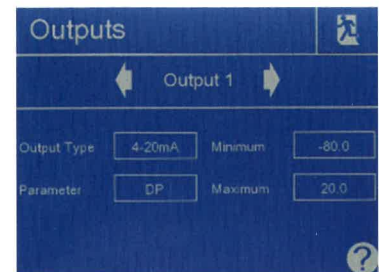 Outputs
Output 1
Output Type 4-20mA Minimum -80.0
Parameter DP Maximum 20.0
?